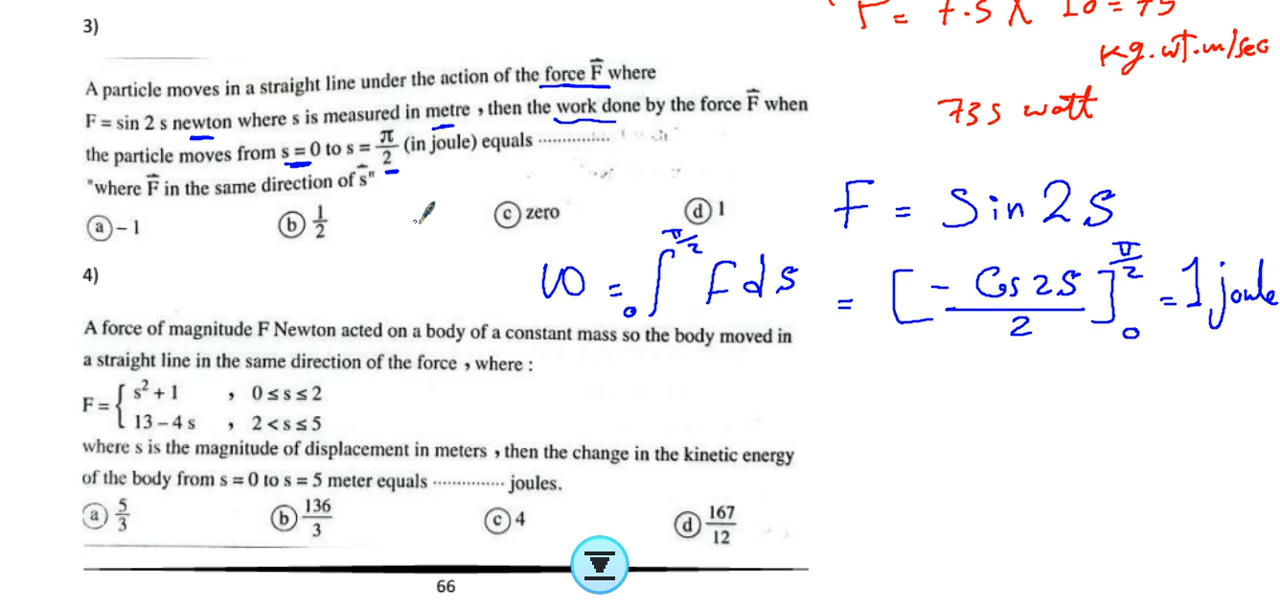 3)
r = 7.5 X 10 = 75
kg.wt.m/sec
A particle moves in a straight line under the action of the force F⃗ where
F = sin 2 s newton where s is measured in metre , then the work done by the force F⃗ when
735 watt
the particle moves from s = 0 to s = π/2 (in joule) equals ...............
"where F⃗ in the same direction of s⃗"
ⓐ – 1 ⓑ 1/2 ⓒ zero ⓓ 1
F = Sin 2S
W = ∫₀^π/2 F ds = [- Cos 2S / 2]₀^π/2 = 1 joule
4)
A force of magnitude F Newton acted on a body of a constant mass so the body moved in
a straight line in the same direction of the force , where :
F = { s² + 1 , 0 ≤ s ≤ 2
13 – 4 s , 2 < s ≤ 5
where s is the magnitude of displacement in meters , then the change in the kinetic energy
of the body from s = 0 to s = 5 meter equals ............... joules.
ⓐ 5/3 ⓑ 136/3 ⓒ 4 ⓓ 167/12
66